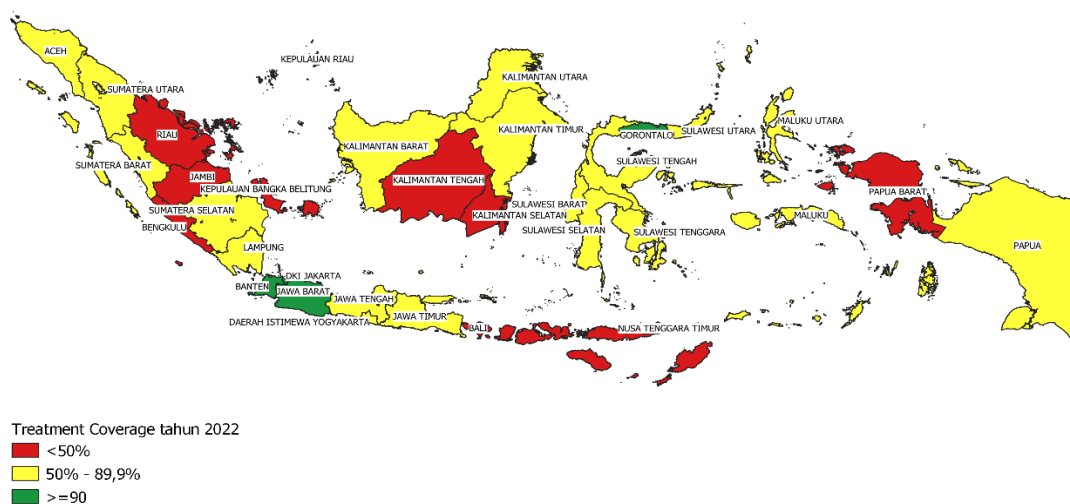 ACEH
KEPULAUAN RIAU
SUMATERA UTARA
KALIMANTAN UTARA
RIAU
KALIMANTAN TIMUR
MALUKU UTARA
GORONTALO
SULAWESI UTARA
KALIMANTAN BARAT
SUMATERA BARAT
SULAWESI TENGAH
JAMBI
KALIMANTAN TENGAH
KEPULAUAN BANGKA BELITUNG
PAPUA BARAT
SULAWESI BARAT
SUMATERA SELATAN
KALIMANTAN SELATAN
MALUKU
BENGKULU
SULAWESI SELATAN
SULAWESI TENGGARA
LAMPUNG
PAPUA
DKI JAKARTA
BANTEN
JAWA BARAT
JAWA TENGAH
JAWA TIMUR
DAERAH ISTIMEWA YOGYAKARTA
BALI
NUSA TENGGARA TIMUR
Treatment Coverage tahun 2022
<50%
50% - 89,9%
>=90